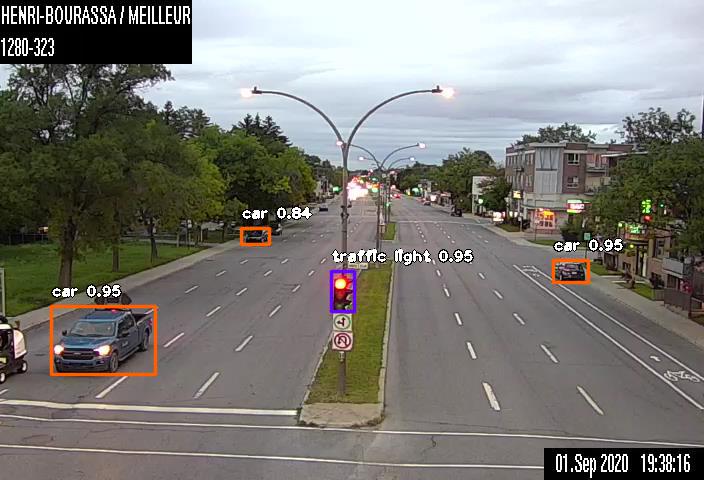 HENRI-BOURASSA / MEILLEUR
1280-323
car 0.84
traffic light 0.95
car 0.95
car 0.95
01.Sep 2020 19:38:16